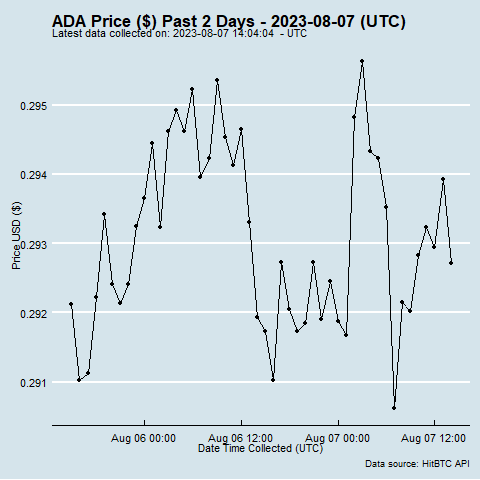 ADA Price ($) Past 2 Days - 2023-08-07 (UTC)
Latest data collected on: 2023-08-07 14:04:04 - UTC
0.295
0.294
0.293
0.292
0.291
Price USD ($)
Aug 06 00:00 Aug 06 12:00 Aug 07 00:00 Aug 07 12:00
Date Time Collected (UTC)
Data source: HitBTC API